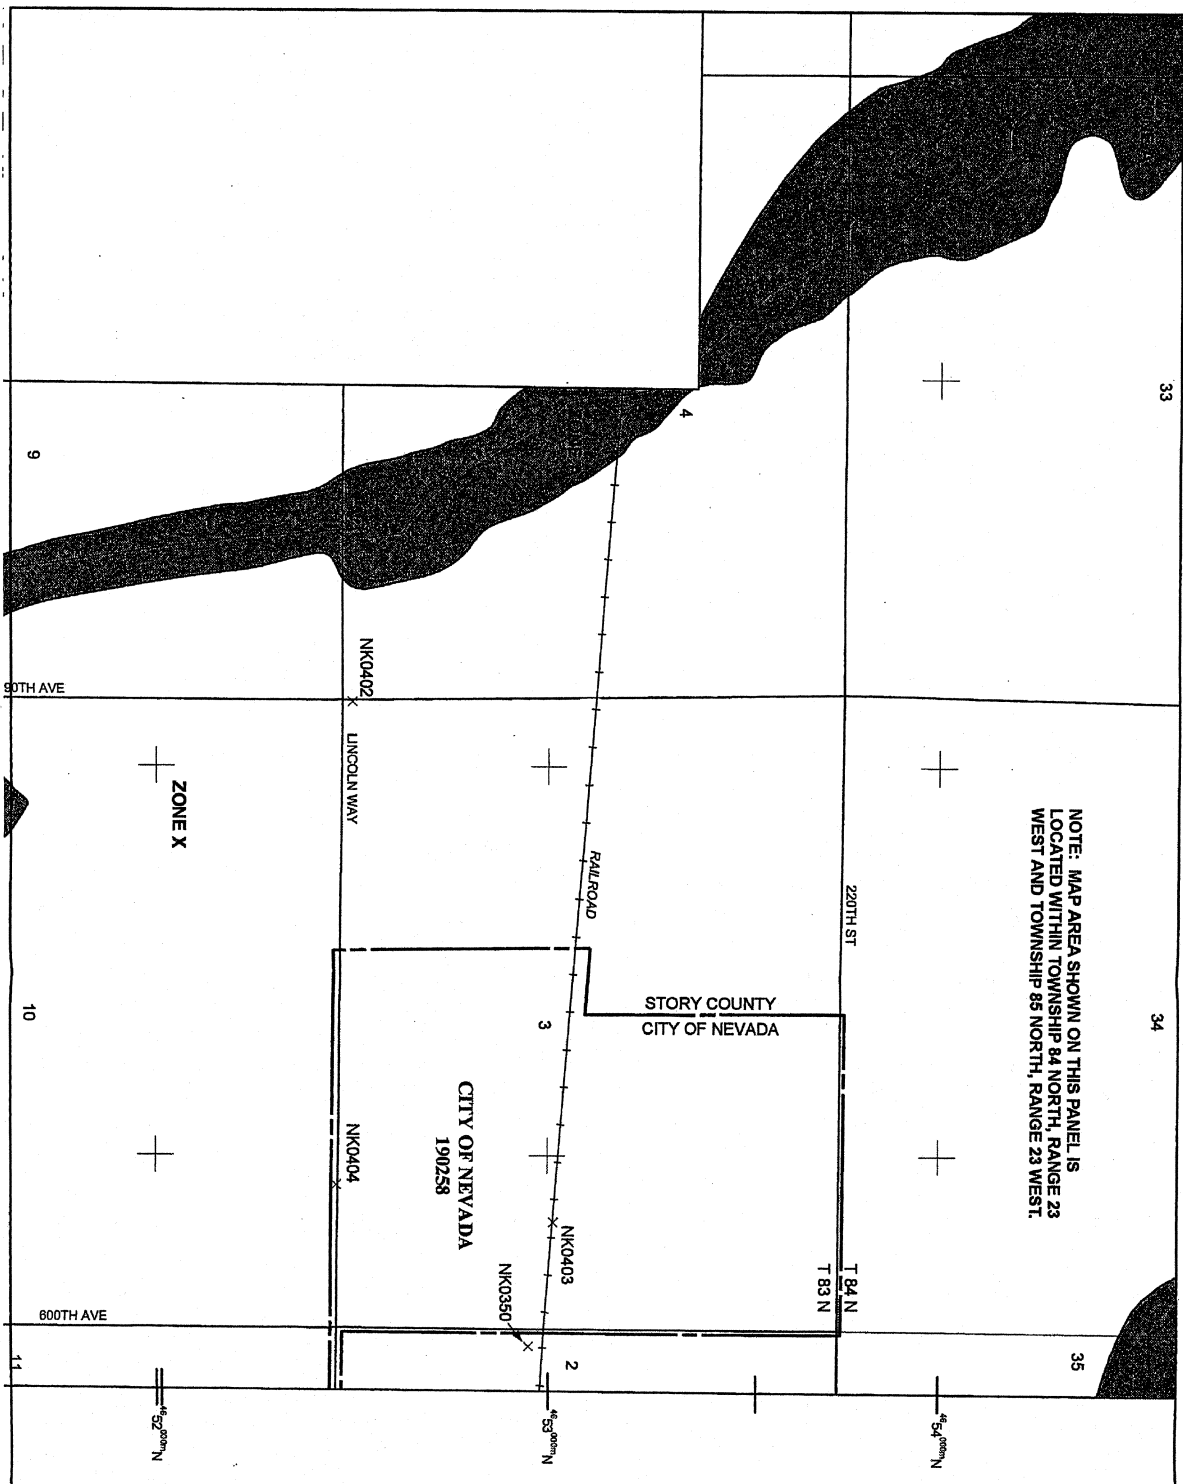 33
4
9
NK0402
90TH AVE
LINCOLN WAY
ZONE X
RAILROAD
220TH ST
NOTE: MAP AREA SHOWN ON THIS PANEL IS
LOCATED WITHIN TOWNSHIP 84 NORTH, RANGE 23
WEST AND TOWNSHIP 85 NORTH, RANGE 23 WEST.
34
10
3
STORY COUNTY
CITY OF NEVADA
CITY OF NEVADA
190258
NK0404
NK0403
NK0350
T 84 N
T 83 N
600TH AVE
11
2
35
4652000m N
4653000m N
4654000m N